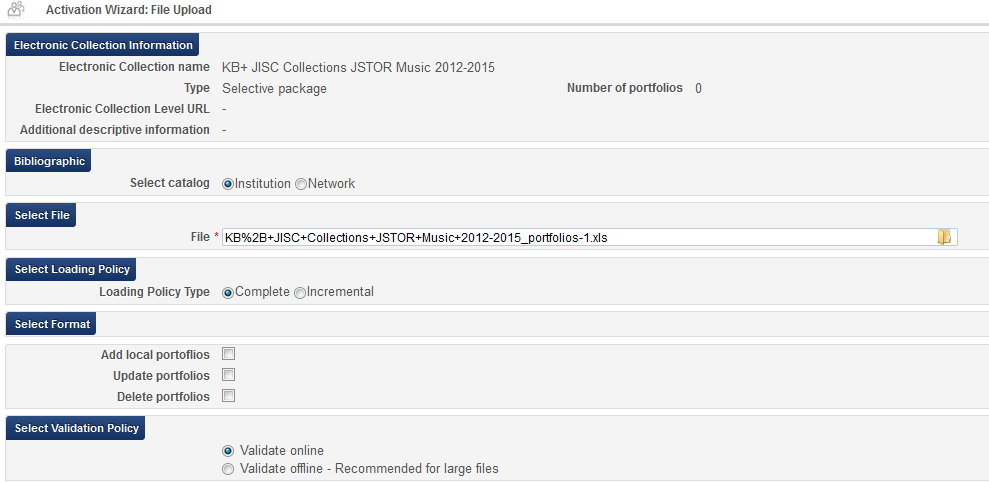 Activation Wizard: File Upload
Electronic Collection Information
Electronic Collection name KB+ JISC Collections JSTOR Music 2012-2015
Type Selective package Number of portfolios 0
Electronic Collection Level URL -
Additional descriptive information -
Bibliographic
Select catalog Institution Network
Select File
File * KB%2B+JISC+Collections+JSTOR+Music+2012-2015_portfolios-1.xls
Select Loading Policy
Loading Policy Type Complete Incremental
Select Format
Add local portoflios
Update portfolios
Delete portfolios
Select Validation Policy
Validate online
Validate offline - Recommended for large files